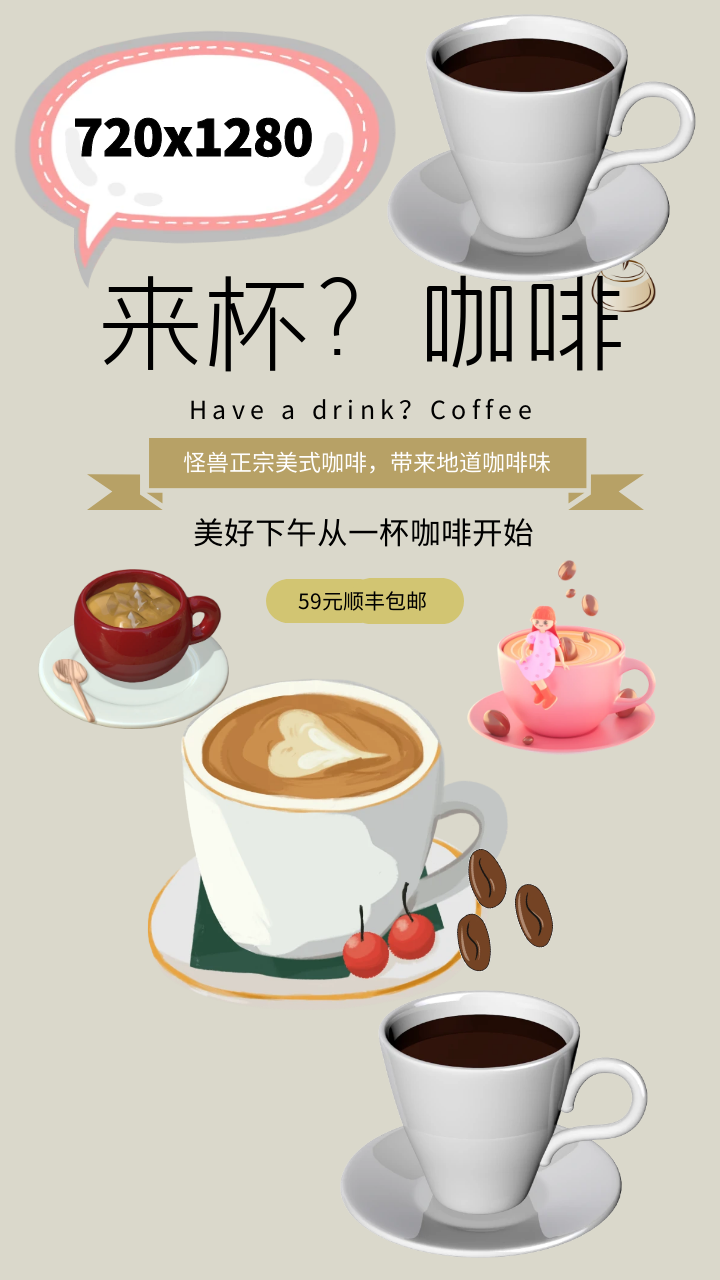 720x1280
来杯？咖啡
Have a drink? Coffee
怪兽正宗美式咖啡，带来地道咖啡味
美好下午从一杯咖啡开始
59元顺丰包邮